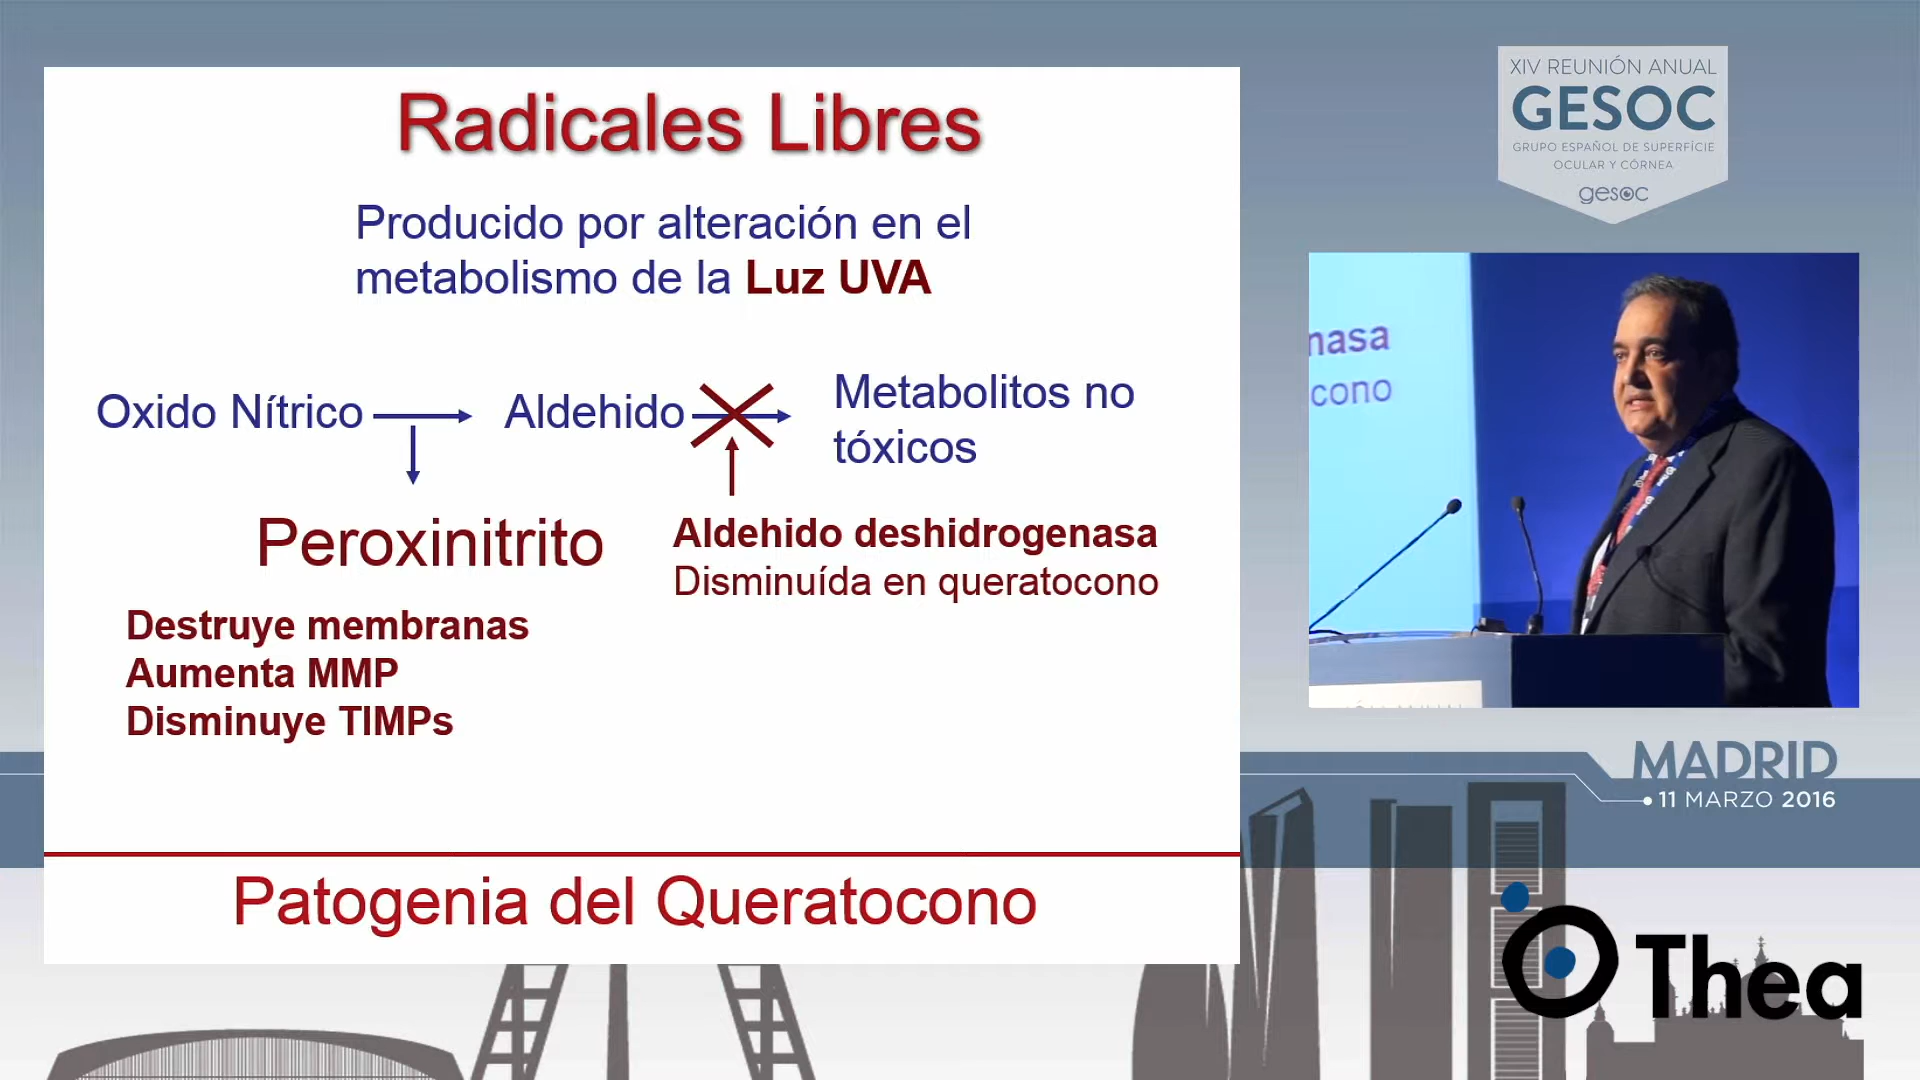 Radicales Libres
Producido por alteración en el
metabolismo de la Luz UVA
Oxido Nítrico
Aldehido
Metabolitos no
tóxicos
Peroxinitrito
Aldehido deshidrogenasa
Disminuída en queratocono
Destruye membranas
Aumenta MMP
Disminuye TIMPs
Patogenia del Queratocono
XIV REUNIÓN ANUAL
GESOC
GRUPO ESPAÑOL DE SUPERFÍCIE
OCULAR Y CÓRNEA
gesoc
nasa
cono
MADRID
11 MARZO 2016
Thea